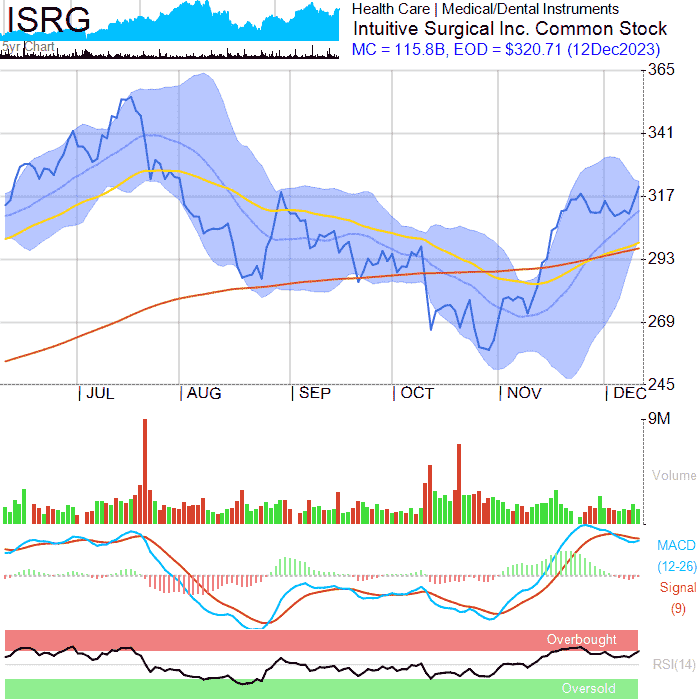 ISRG
5yr Chart
Health Care | Medical/Dental Instruments
Intuitive Surgical Inc. Common Stock
MC = 115.8B, EOD = $320.71 (12Dec2023)
365
341
317
293
269
245
JUL AUG SEP OCT NOV DEC
9M
Volume
MACD
(12-26)
Signal
(9)
Overbought
RSI(14)
Oversold